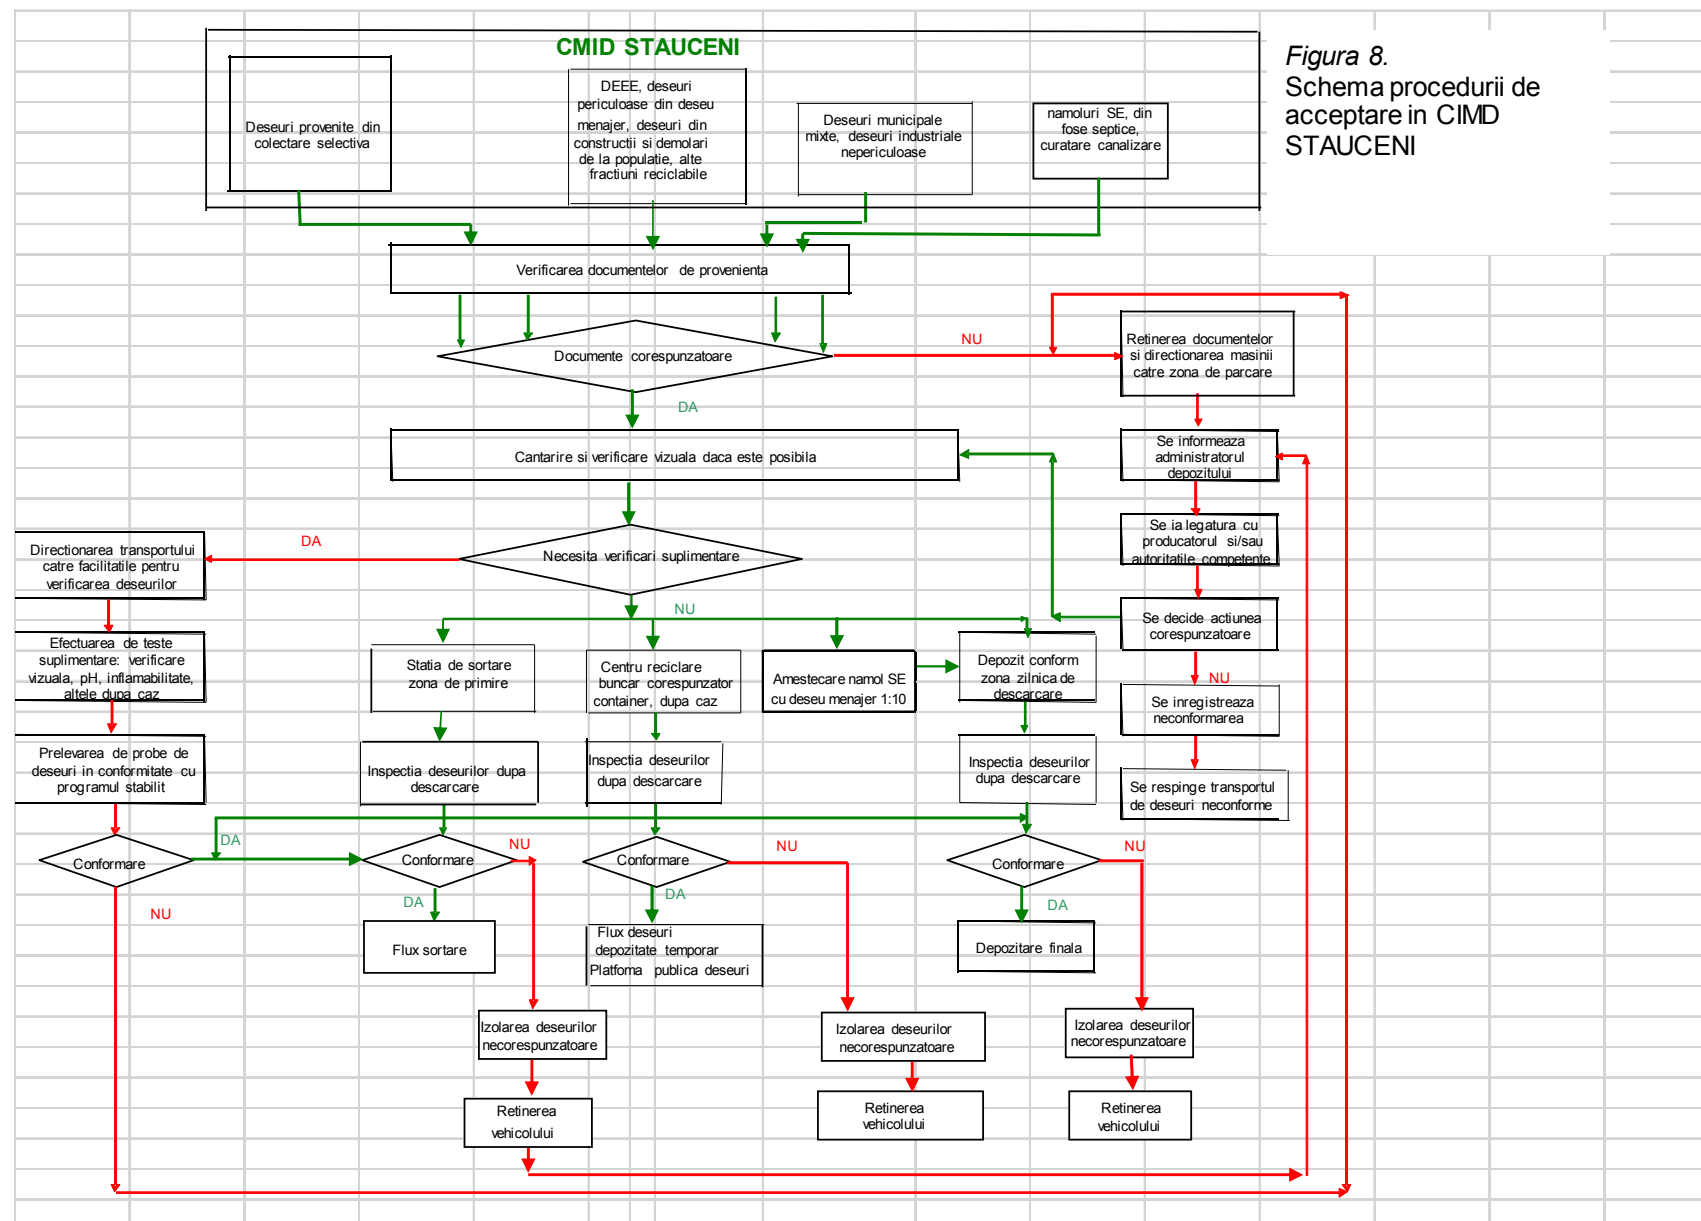 CMID STAUCENI
Figura 8.
Schema procedurii de
acceptare in CIMD
STAUCENI
Deseuri provenite din
colectare selectiva
DEEE, deseuri
periculoase din deseu
menajer, deseuri din
constructii si demolari
de la populatie, alte
fractiuni reciclabile
Deseuri municipale
mixte, deseuri industriale
nepericuloase
namoluri SE, din
fose septice,
curatare canalizare
Verificarea documentelor de provenienta
Documente corespunzatoare
NU
Retinerea documentelor
si directionarea masinii
catre zona de parcare
DA
Cantarire si verificare vizuala daca este posibila
Se informeaza
administratorul
depozitului
Necesita verificari suplimentare
DA
Directionarea transportului
catre facilitatile pentru
verificarea deseurilor
Se ia legatura cu
producatorul si/sau
autoritatile competente
NU
Se decide actiunea
corespunzatoare
Efectuarea de teste
suplimentare: verificare
vizuala, pH, inflamabilitate,
altele dupa caz
Statia de sortare
zona de primire
Centru reciclare
buncar corespunzator
container, dupa caz
Amestecare namol SE
cu deseu menajer 1:10
Depozit conform
zona zilnica de
descarcare
NU
Se inregistreaza
neconformarea
Prelevarea de probe de
deseuri in conformitate cu
programul stabilit
Inspectia deseurilor dupa
descarcare
Inspectia deseurilor
dupa descarcare
Inspectia deseurilor
dupa descarcare
Se respinge transportul
de deseuri neconforme
Conformare
DA
Conformare
NU
Conformare
NU
Conformare
NU
NU
DA
DA
DA
Flux sortare
Flux deseuri
depozitate temporar
Platfoma publica deseuri
Depozitare finala
Izolarea deseurilor
necorespunzatoare
Izolarea deseurilor
necorespunzatoare
Izolarea deseurilor
necorespunzatoare
Retinerea
vehicolului
Retinerea
vehicolului
Retinerea
vehicolului